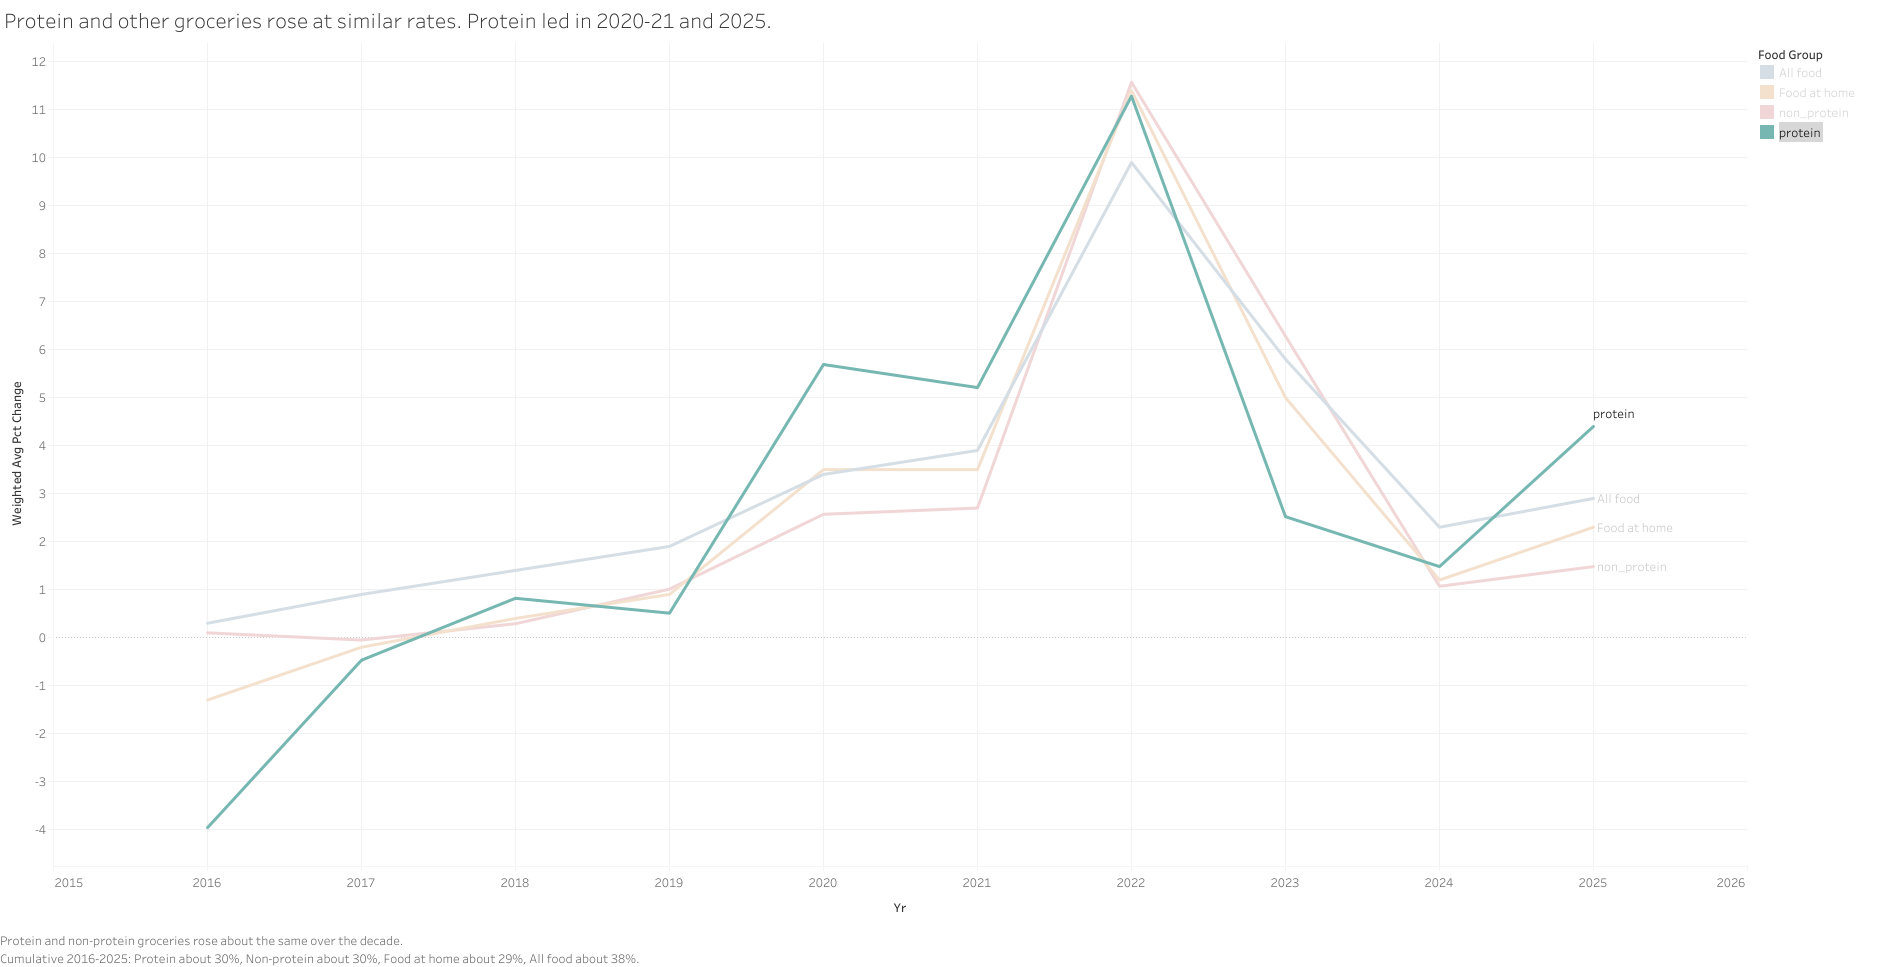 Protein and other groceries rose at similar rates. Protein led in 2020-21 and 2025.
Food Group
All food
Food at home
non_protein
protein
12
11
10
9
8
7
6
5
4
3
2
1
0
-1
-2
-3
-4
Weighted Avg Pct Change
protein
All food
Food at home
non_protein
2015 2016 2017 2018 2019 2020 2021 2022 2023 2024 2025 2026
Yr
Protein and non-protein groceries rose about the same over the decade.
Cumulative 2016-2025: Protein about 30%, Non-protein about 30%, Food at home about 29%, All food about 38%.